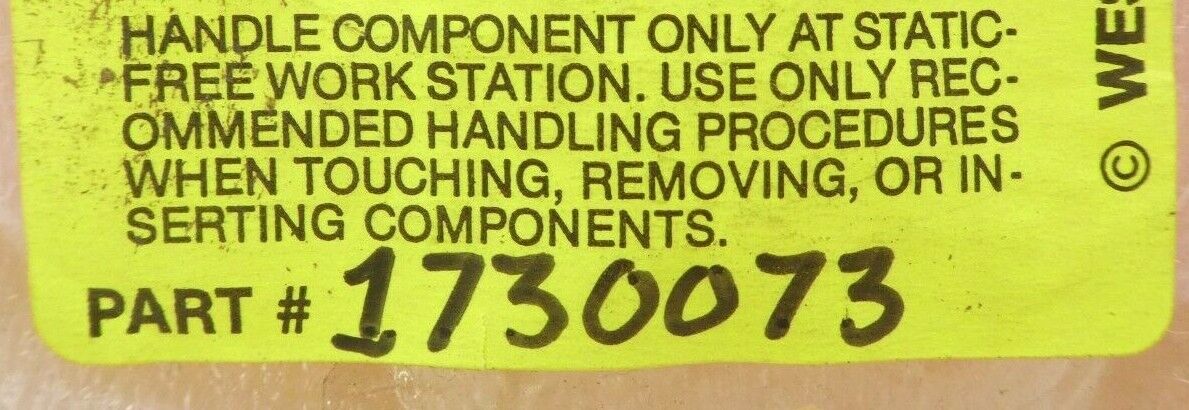 HANDLE COMPONENT ONLY AT STATIC-
FREE WORK STATION. USE ONLY REC-
OMMENDED HANDLING PROCEDURES
WHEN TOUCHING, REMOVING, OR IN-
SERTING COMPONENTS.
PART # 1730073
©